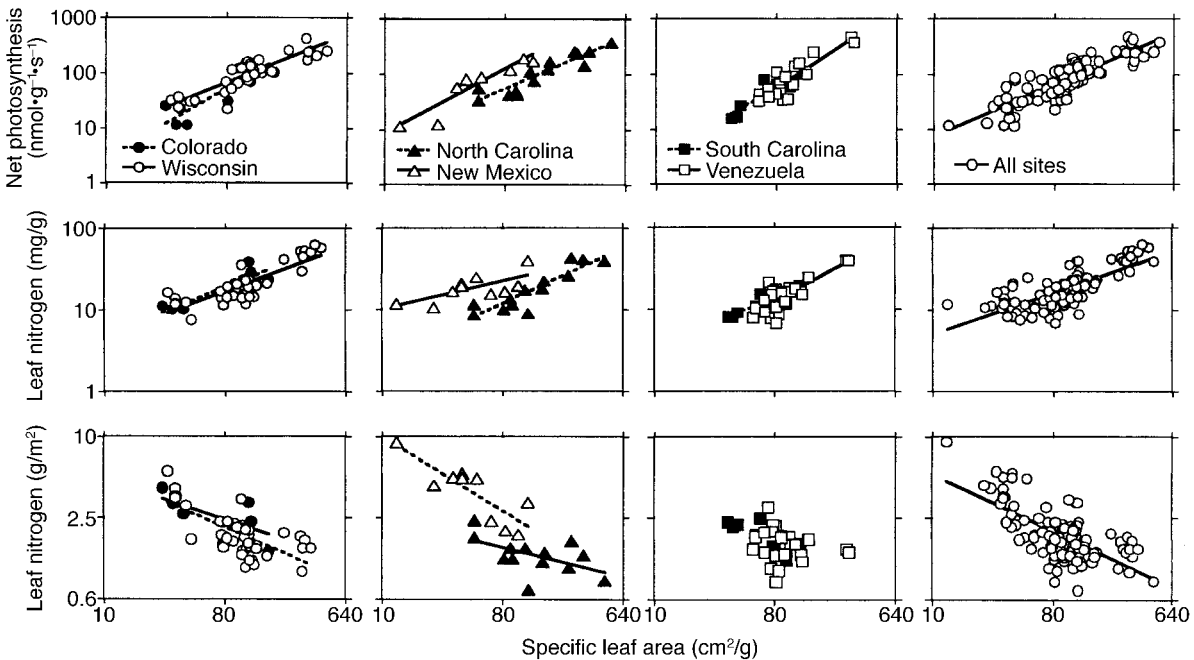 Net photosynthesis
(nmol•g⁻¹•s⁻¹)
1000
100
10
1
Colorado
Wisconsin
North Carolina
New Mexico
South Carolina
Venezuela
All sites
Leaf nitrogen (mg/g)
100
10
1
Leaf nitrogen (g/m²)
10
2.5
0.6
10 80 640 10 80 640 10 80 640 10 80 640
Specific leaf area (cm²/g)